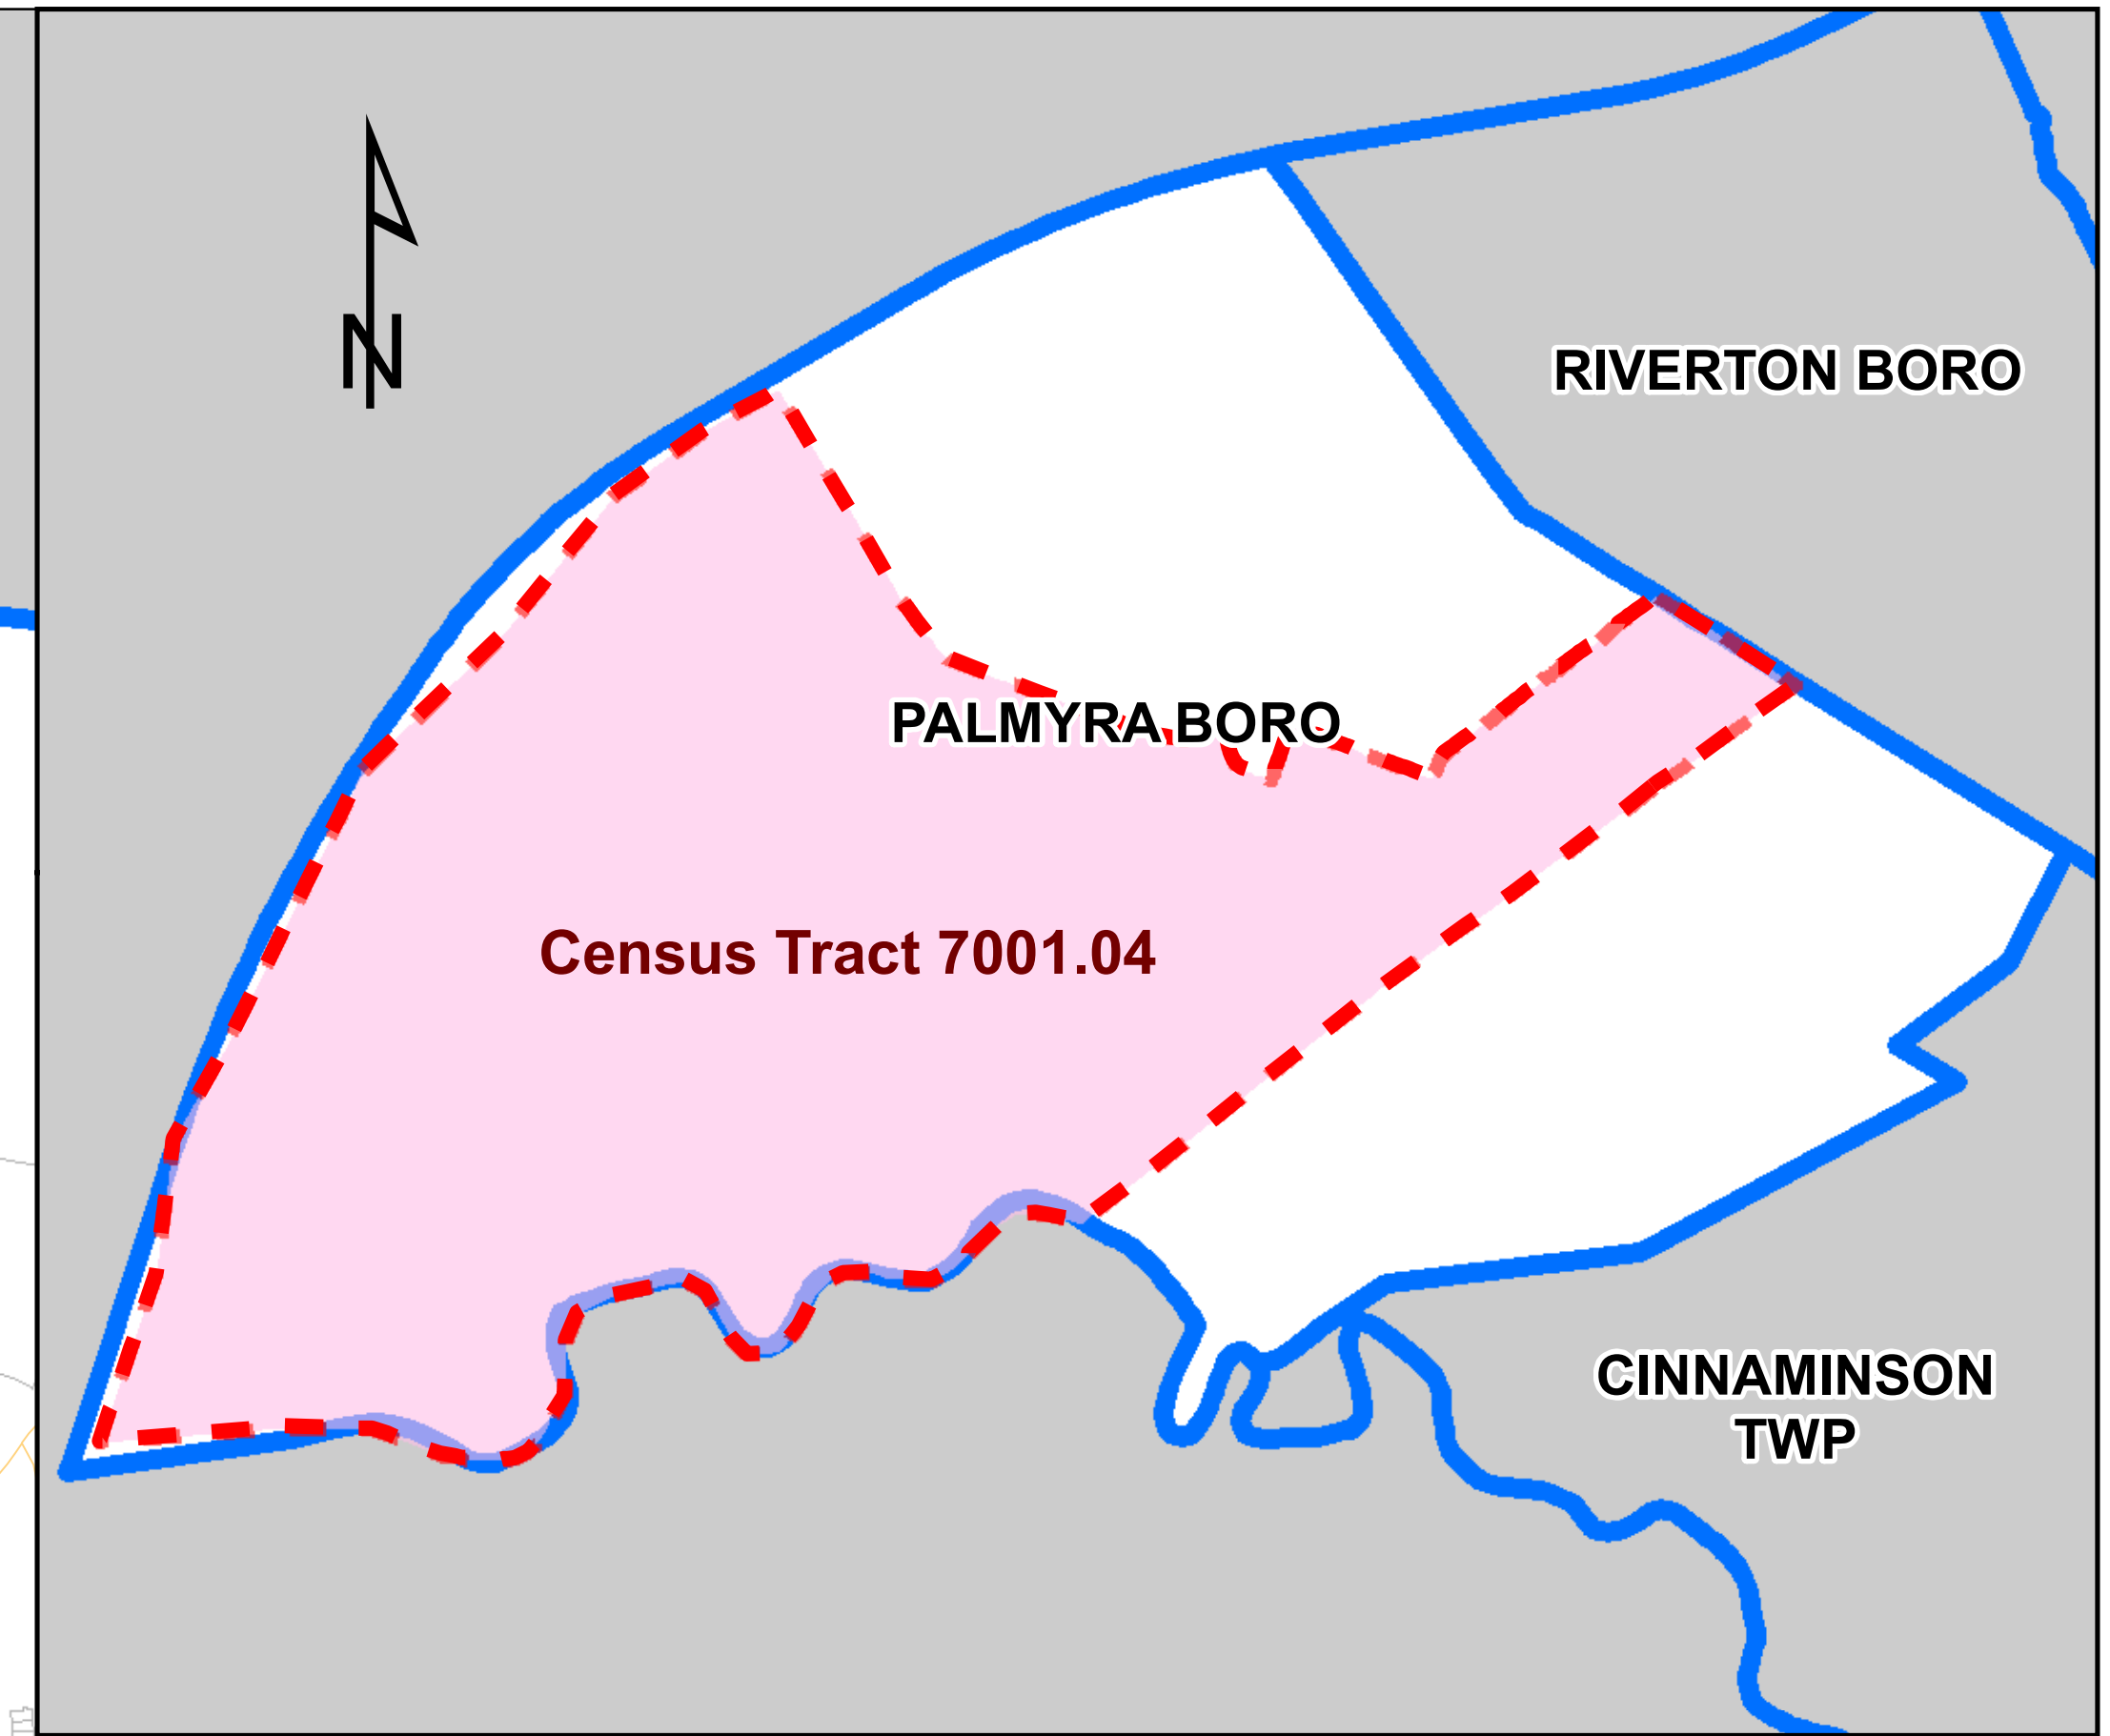 N
RIVERTON BORO
PALMYRA BORO
Census Tract 7001.04
CINNAMINSON
TWP